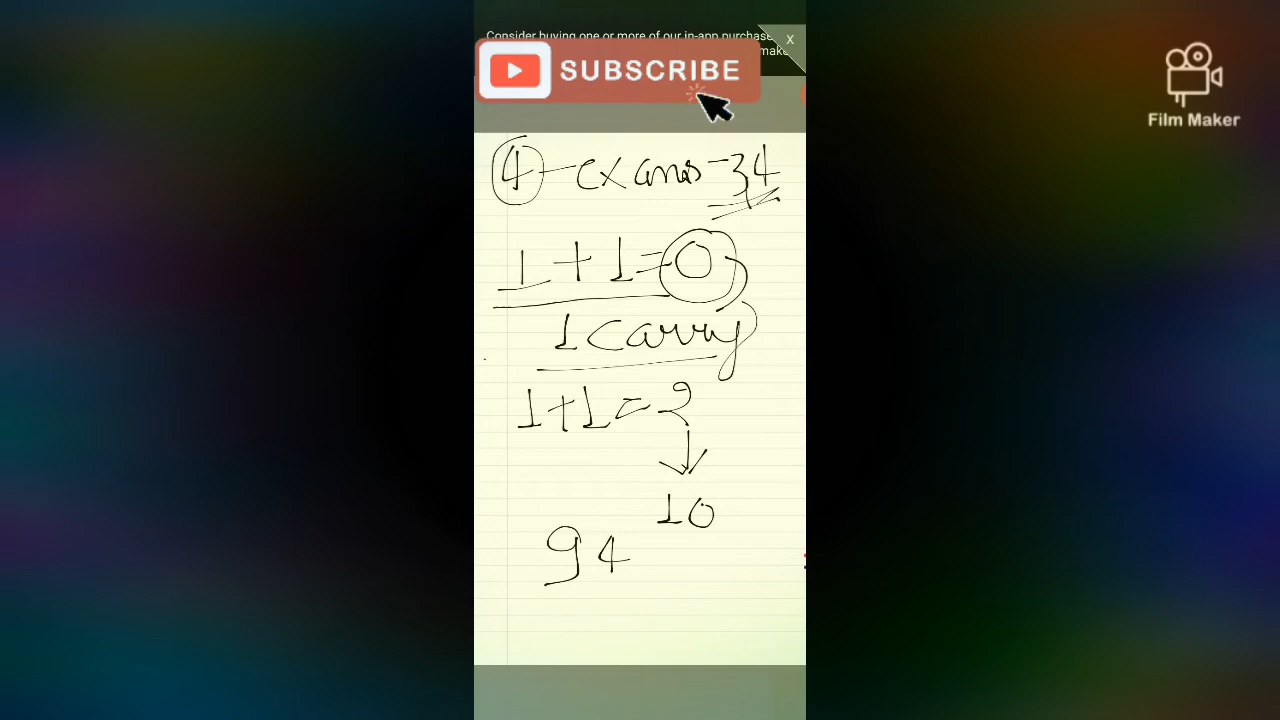 Consider buying one or more of our in-app purchase
make
X
SUBSCRIBE
Film Maker
4 - exams - 34
1 + 1 = 0
1 carry
1+1 = 2
↓
10
94